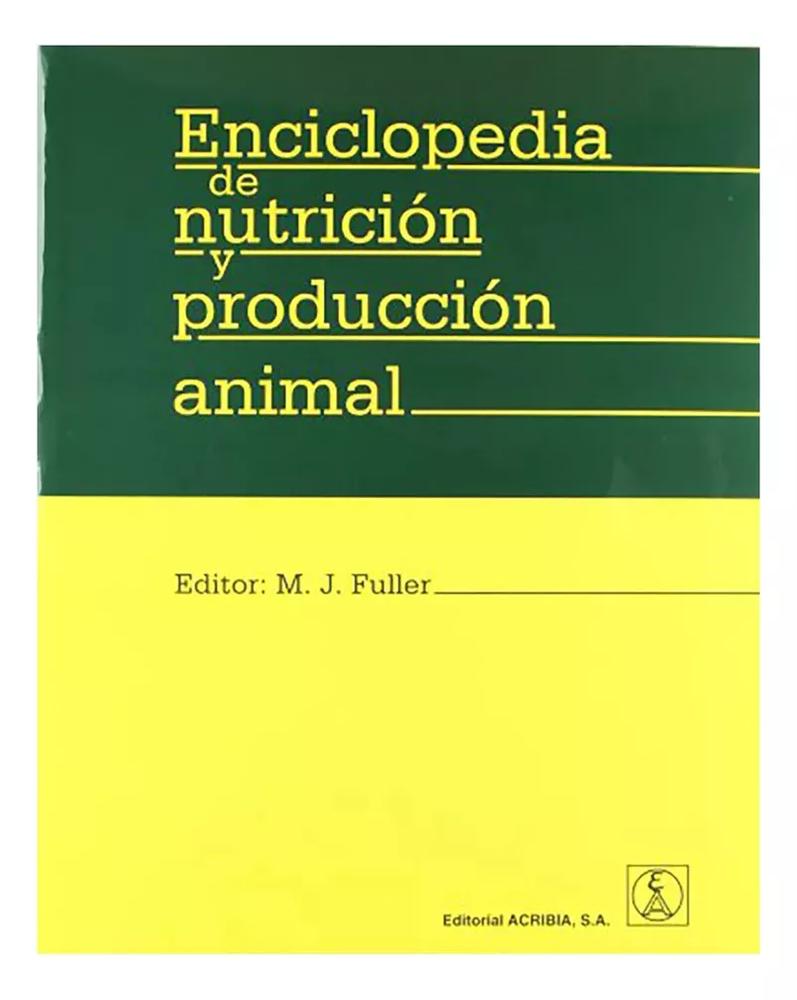 Enciclopedia
de
nutrición
y
producción
animal
Editor: M. J. Fuller
Editorial ACRIBIA, S.A.